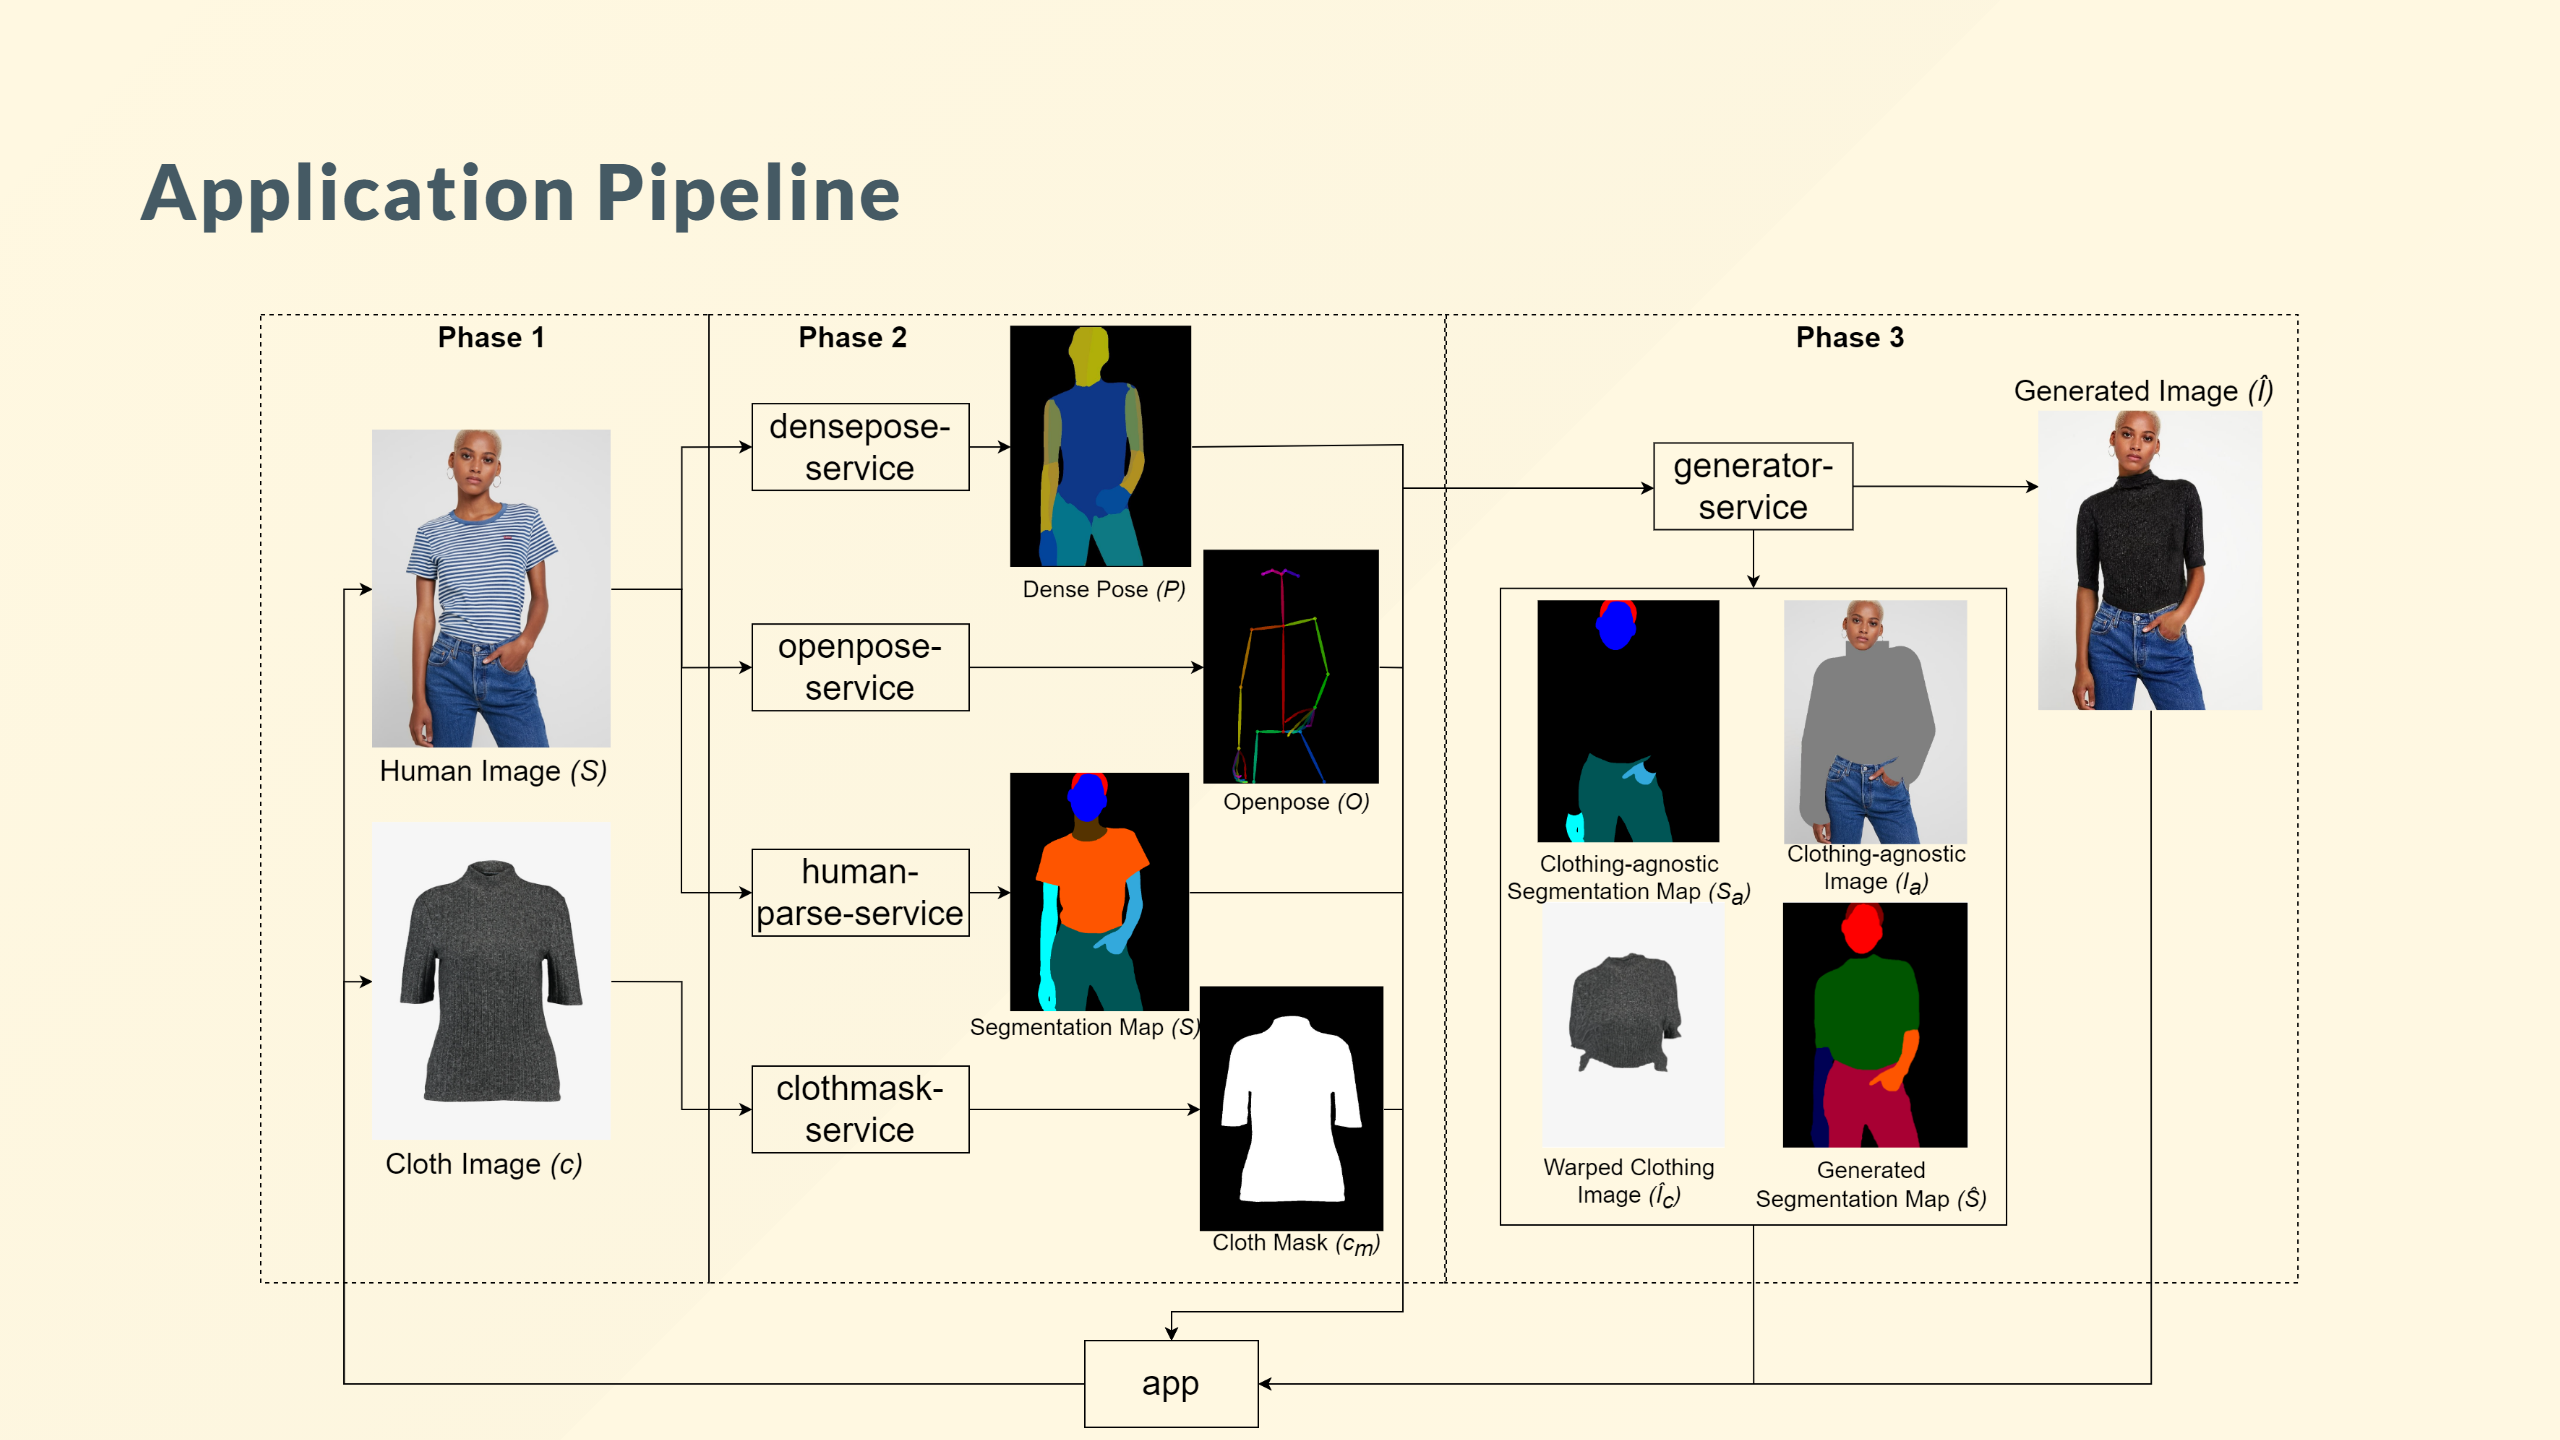 Application Pipeline
Phase 1
Phase 2
Phase 3
Human Image (S)
Cloth Image (c)
densepose-
service
Dense Pose (P)
openpose-
service
Openpose (O)
human-
parse-service
Segmentation Map (S)
clothmask-
service
Cloth Mask (cm)
generator-
service
Generated Image (Î)
Clothing-agnostic
Segmentation Map (Sa)
Clothing-agnostic
Image (Ia)
Warped Clothing
Image (Îc)
Generated
Segmentation Map (Ŝ)
app